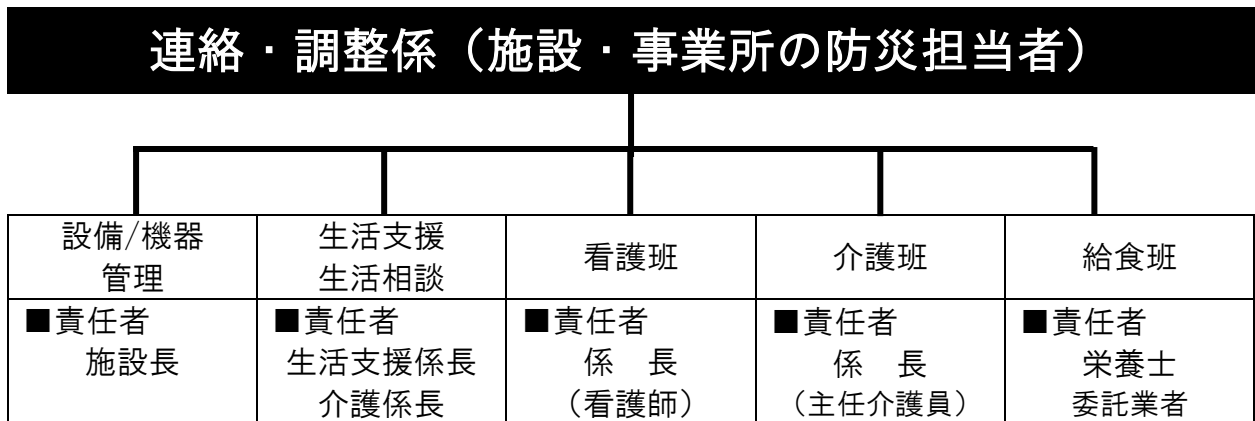 連絡・調整係（施設・事業所の防災担当者）
設備/機器
管理
生活支援
生活相談
看護班
介護班
給食班
■責任者
施設長
■責任者
生活支援係長
介護係長
■責任者
係　長
（看護師）
■責任者
係　長
（主任介護員）
■責任者
栄養士
委託業者